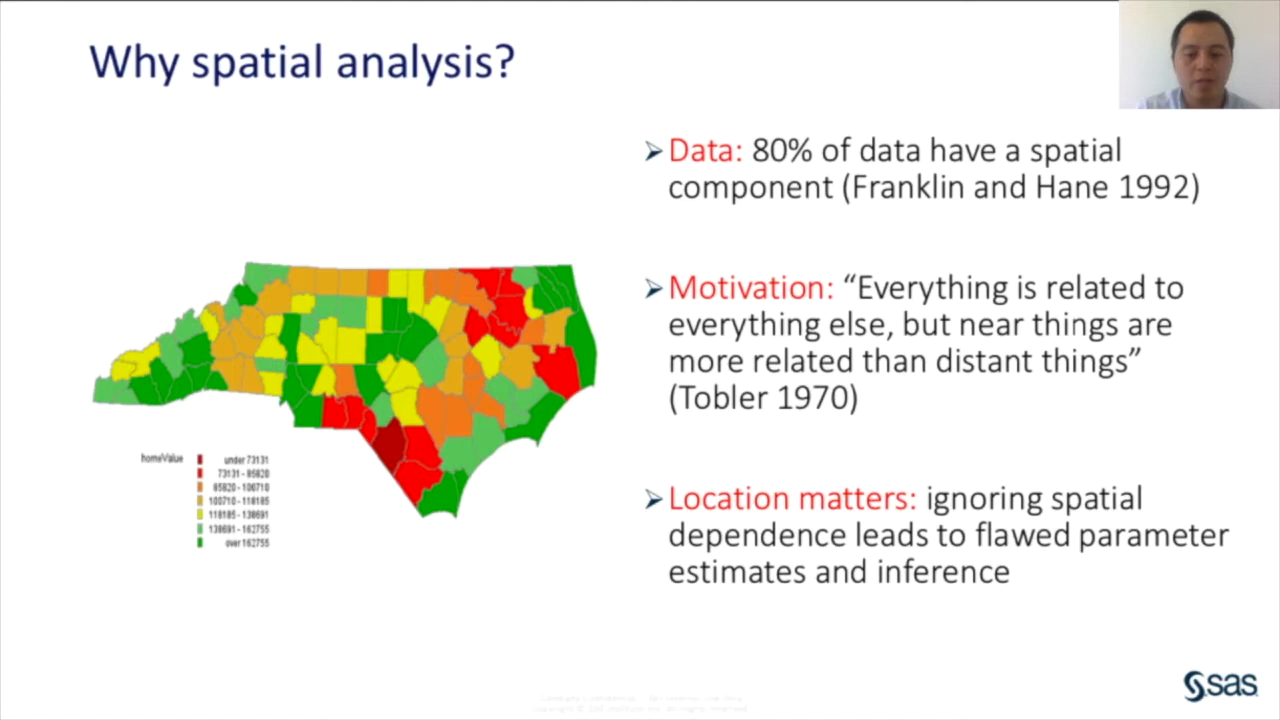 Why spatial analysis?
➢ Data: 80% of data have a spatial
component (Franklin and Hane 1992)
➢ Motivation: “Everything is related to
everything else, but near things are
more related than distant things”
(Tobler 1970)
➢ Location matters: ignoring spatial
dependence leads to flawed parameter
estimates and inference
homeValue
under 73131
73131 - 85820
85820 - 100710
100710 - 118185
118185 - 138691
138691 - 162755
over 162755
sas